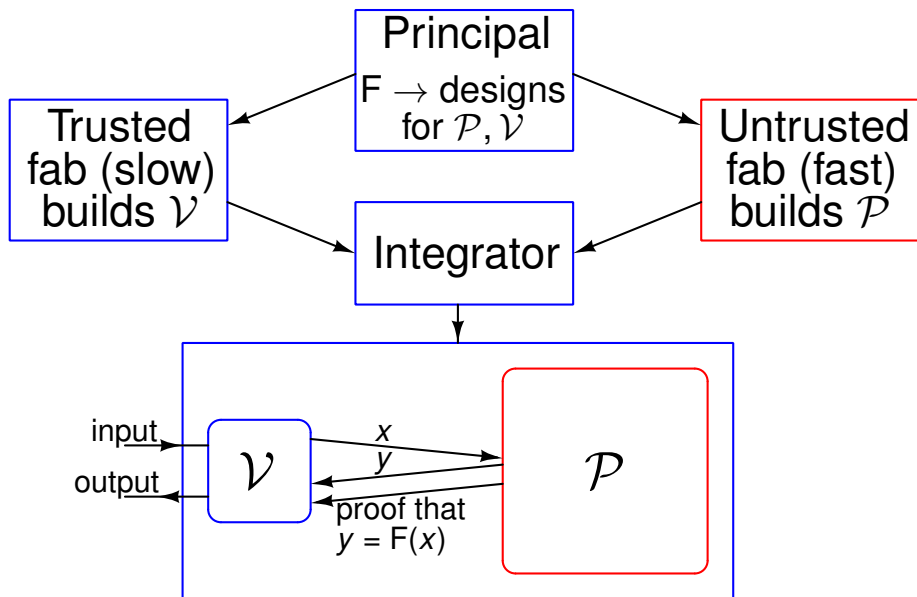 Principal
F → designs
for 𝒫, 𝒱
Trusted
fab (slow)
builds 𝒱
Untrusted
fab (fast)
builds 𝒫
Integrator
input
output
𝒱
x
y
proof that
y = F(x)
𝒫